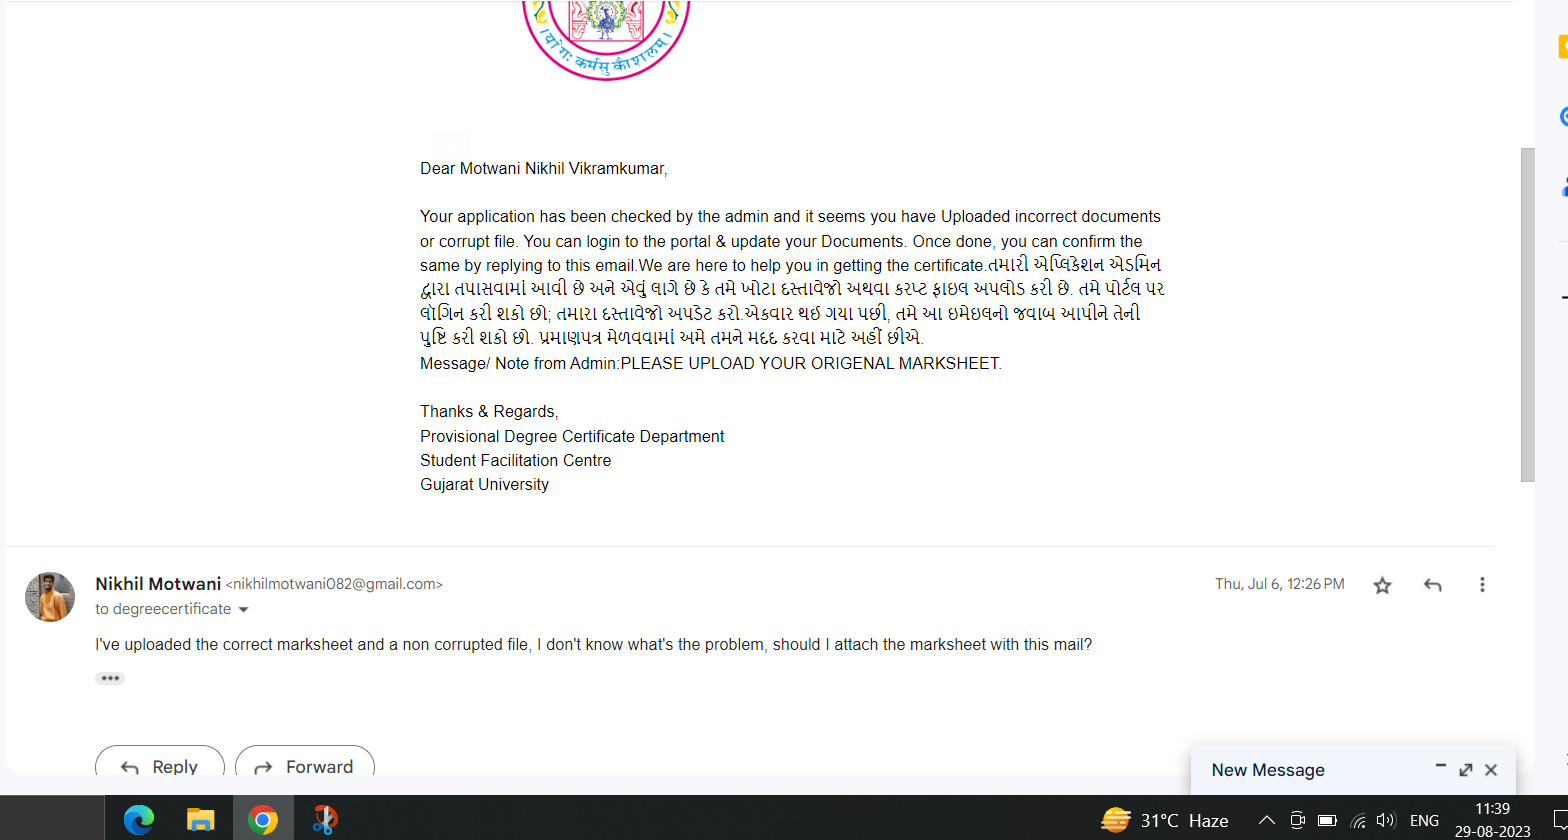 ।योगः कर्मसु कौशलम्।
Dear Motwani Nikhil Vikramkumar,
Your application has been checked by the admin and it seems you have Uploaded incorrect documents
or corrupt file. You can login to the portal & update your Documents. Once done, you can confirm the
same by replying to this email.We are here to help you in getting the certificate.તમારી એપ્લિકેશન એડમિન
દ્વારા તપાસવામાં આવી છે અને એવું લાગે છે કે તમે ખોટા દસ્તાવેજો અથવા કરપ્ટ ફાઇલ અપલોડ કરી છે. તમે પોર્ટલ પર
લૉગિન કરી શકો છો; તમારા દસ્તાવેજો અપડેટ કરો.એકવાર થઈ ગયા પછી, તમે આ ઇમેઇલનો જવાબ આપીને તેની
પુષ્ટિ કરી શકો છો. પ્રમાણપત્ર મેળવવામાં અમે તમને મદદ કરવા માટે અહીં છીએ.
Message/ Note from Admin:PLEASE UPLOAD YOUR ORIGENAL MARKSHEET.
Thanks & Regards,
Provisional Degree Certificate Department
Student Facilitation Centre
Gujarat University
Nikhil Motwani <nikhilmotwani082@gmail.com> Thu, Jul 6, 12:26 PM
to degreecertificate
I've uploaded the correct marksheet and a non corrupted file, I don't know what's the problem, should I attach the marksheet with this mail?
Reply Forward
New Message
31°C Haze ENG 11:39
29-08-2023